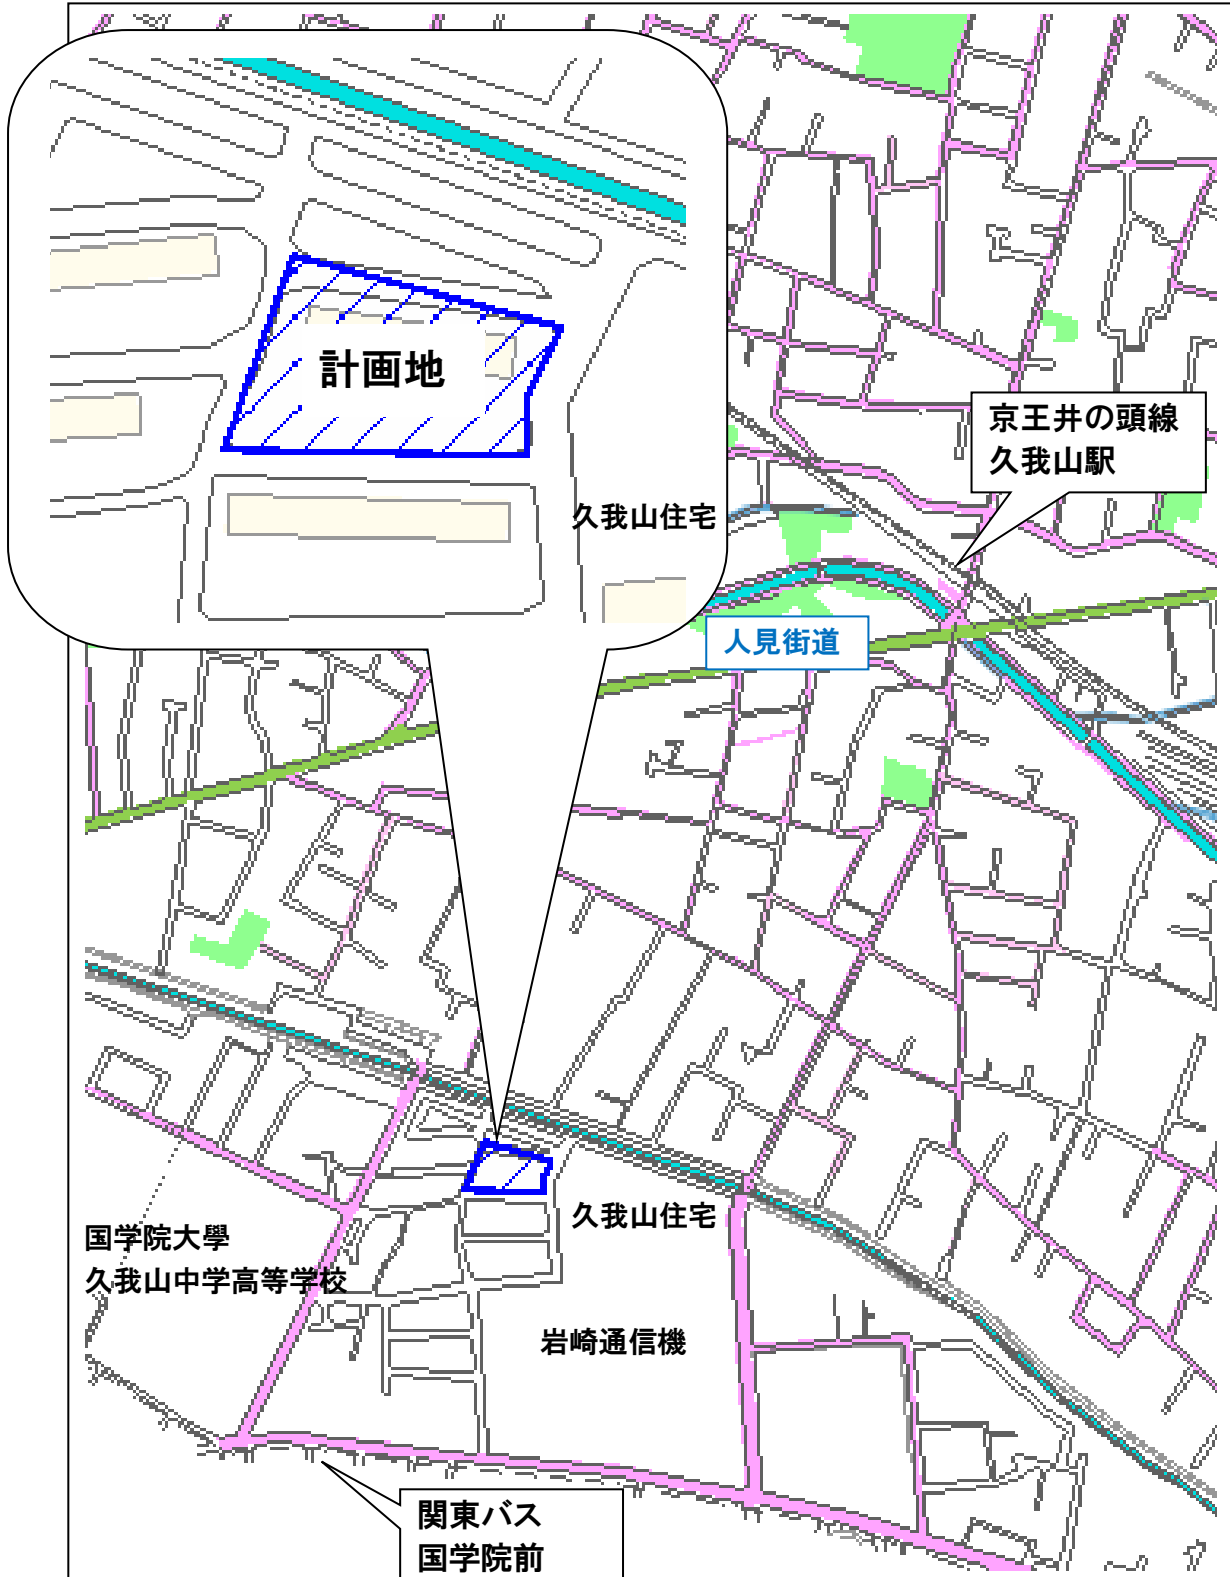 計画地
久我山住宅
京王井の頭線
久我山駅
人見街道
久我山住宅
国学院大學
久我山中学高等学校
岩崎通信機
関東バス
国学院前